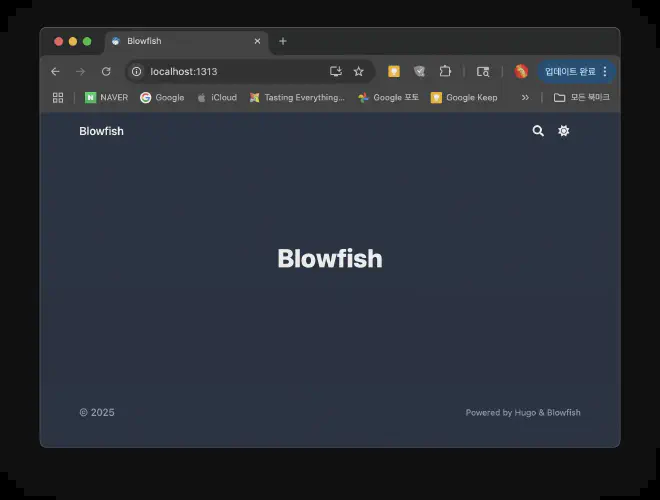 Blowfish
localhost:1313
업데이트 완료
NAVER Google iCloud Tasting Everything... Google 포토 Google Keep » 모든 북마크
Blowfish
Blowfish
© 2025
Powered by Hugo & Blowfish